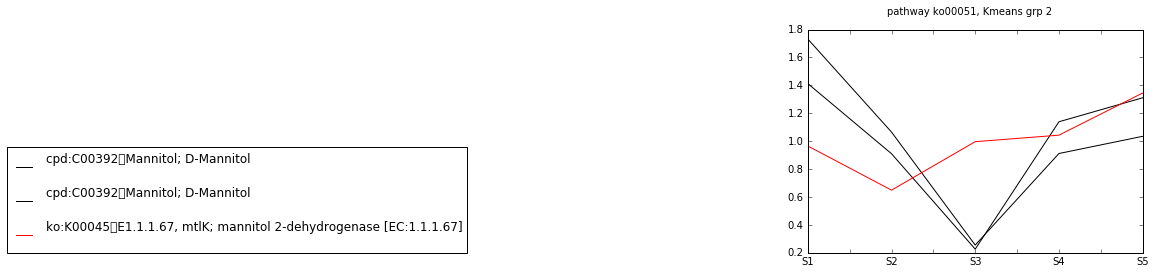 pathway ko00051, Kmeans grp 2
1.8
1.6
1.4
1.2
1.0
0.8
0.6
0.4
0.2
S1 S2 S3 S4 S5
cpd:C00392▯Mannitol; D-Mannitol
cpd:C00392▯Mannitol; D-Mannitol
ko:K00045▯E1.1.1.67, mtlK; mannitol 2-dehydrogenase [EC:1.1.1.67]